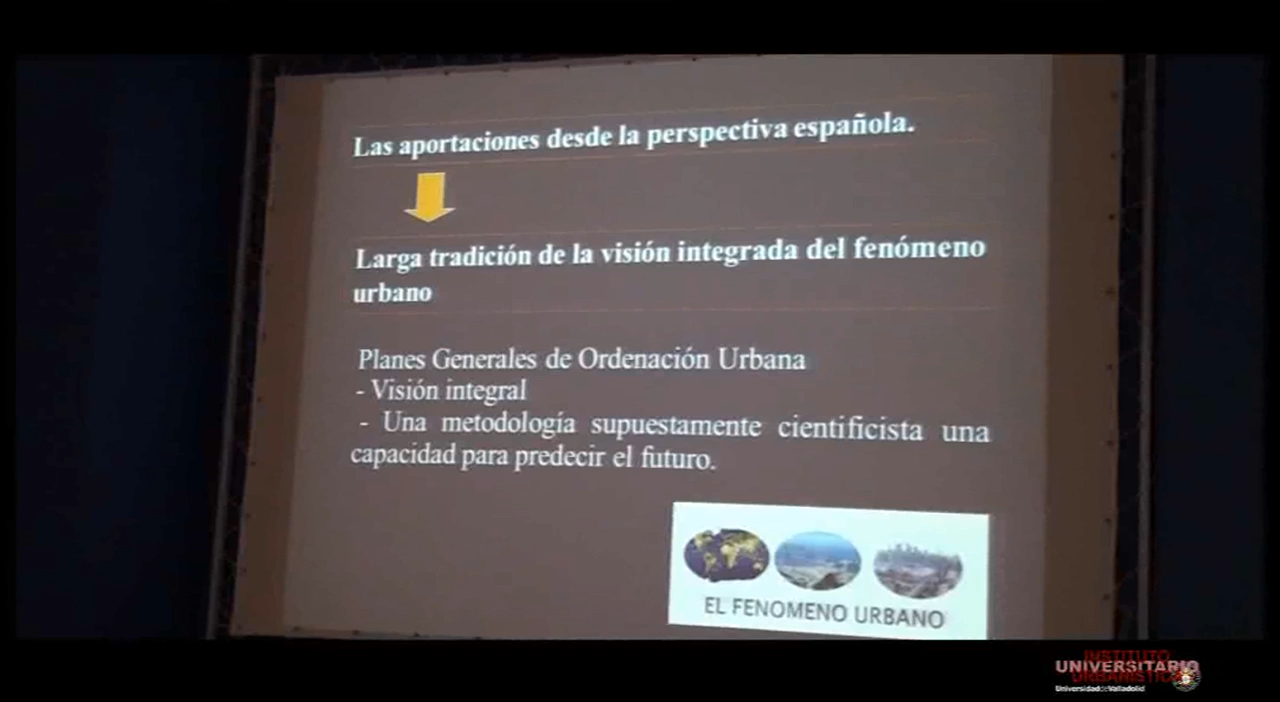 Las aportaciones desde la perspectiva española.
Larga tradición de la visión integrada del fenómeno
urbano
Planes Generales de Ordenación Urbana
- Visión integral
- Una metodología supuestamente cientificista una
capacidad para predecir el futuro.
EL FENOMENO URBANO
INSTITUTO
UNIVERSITARIO
Universidad de Valladolid